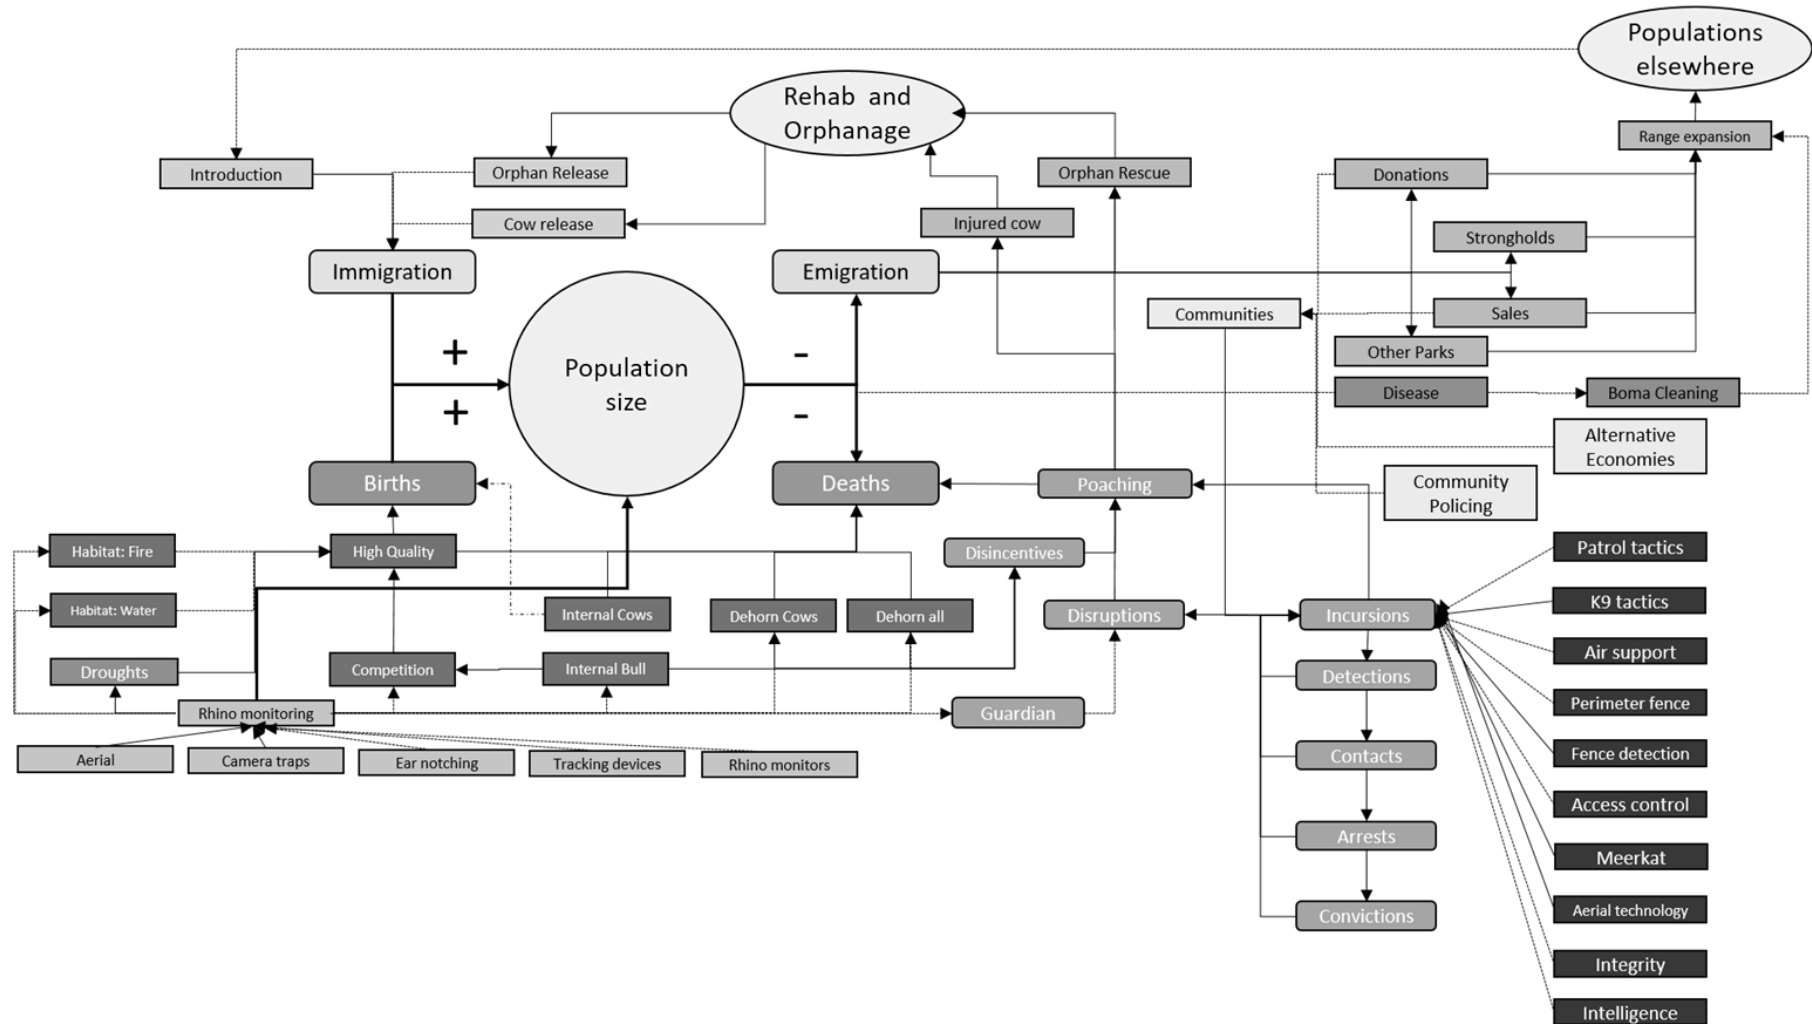 Populations
elsewhere
Rehab and
Orphanage
Range expansion
Introduction
Orphan Release
Orphan Rescue
Donations
Cow release
Injured cow
Strongholds
Immigration
Emigration
Communities
Sales
+
-
Other Parks
Population
size
Disease
Boma Cleaning
+
-
Alternative
Economies
Births
Deaths
Poaching
Community
Policing
Habitat: Fire
High Quality
Disincentives
Patrol tactics
Habitat: Water
Internal Cows
Dehorn Cows
Dehorn all
Disruptions
Incursions
K9 tactics
Air support
Droughts
Competition
Internal Bull
Detections
Perimeter fence
Rhino monitoring
Guardian
Aerial
Camera traps
Ear notching
Tracking devices
Rhino monitors
Contacts
Fence detection
Access control
Arrests
Meerkat
Convictions
Aerial technology
Integrity
Intelligence